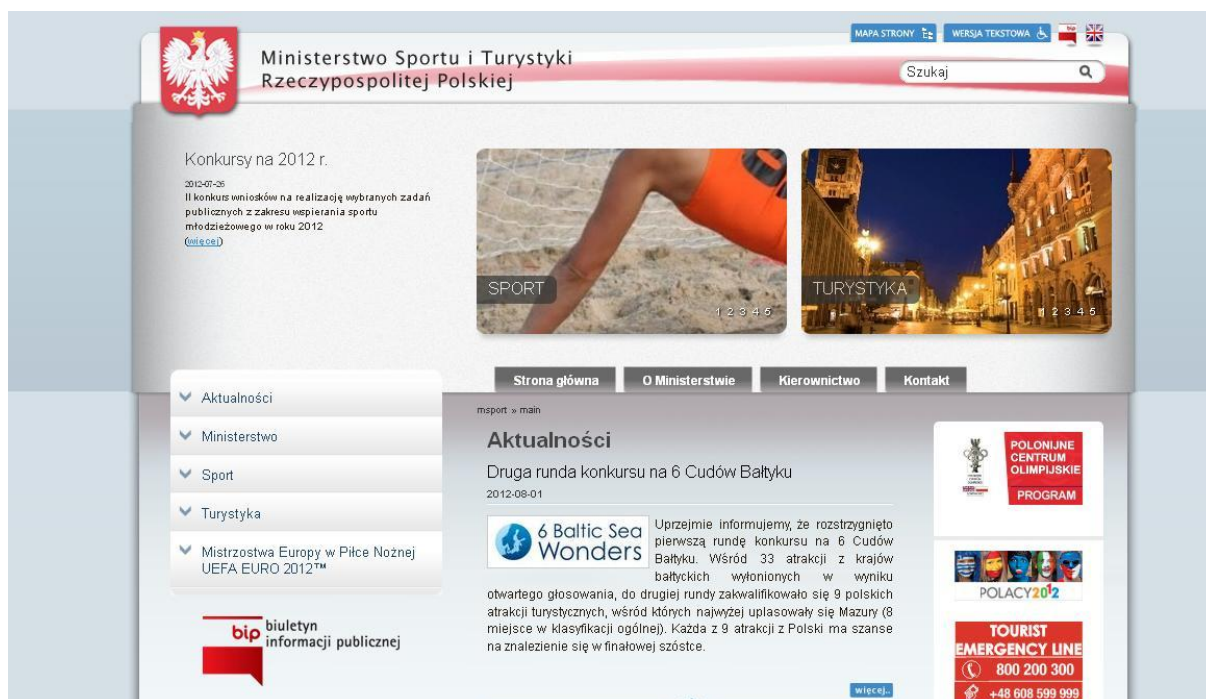 MAPA STRONY
WERSJA TEKSTOWA
bip
Ministerstwo Sportu i Turystyki
Rzeczypospolitej Polskiej
Szukaj
Konkursy na 2012 r.
2012-07-26
II konkurs wniosków na realizację wybranych zadań
publicznych z zakresu wspierania sportu
młodzieżowego w roku 2012
(więcej)
SPORT
1 2 3 4 5
TURYSTYKA
1 2 3 4 5
Strona główna
O Ministerstwie
Kierownictwo
Kontakt
Aktualności
Ministerstwo
Sport
Turystyka
Mistrzostwa Europy w Piłce Nożnej
UEFA EURO 2012™
bip biuletyn
informacji publicznej
msport » main
Aktualności
Druga runda konkursu na 6 Cudów Bałtyku
2012-08-01
6 Baltic Sea
Wonders
Uprzejmie informujemy, że rozstrzygnięto
pierwszą rundę konkursu na 6 Cudów
Bałtyku. Wśród 33 atrakcji z krajów
bałtyckich wyłonionych w wyniku
otwartego głosowania, do drugiej rundy zakwalifikowało się 9 polskich
atrakcji turystycznych, wśród których najwyżej uplasowały się Mazury (8
miejsce w klasyfikacji ogólnej). Każda z 9 atrakcji z Polski ma szanse
na znalezienie się w finałowej szóstce.
więcej..
POLONIJNE
CENTRUM
OLIMPIJSKIE
PROGRAM
POLACY2012
TOURIST
EMERGENCY LINE
800 200 300
+48 608 599 999